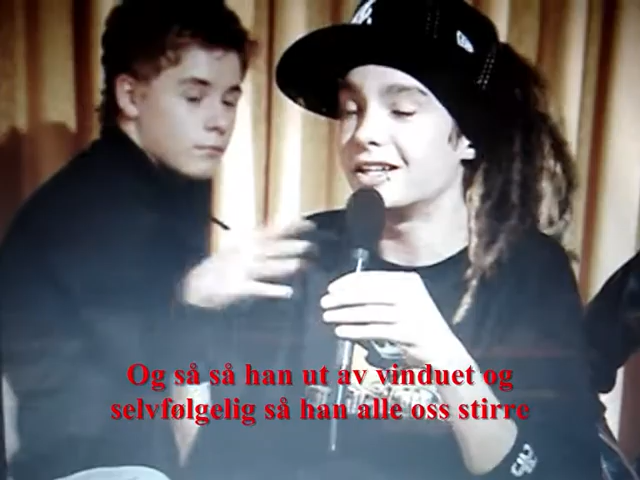 Og så så han ut av vinduet og
selvfølgelig så han alle oss stirre